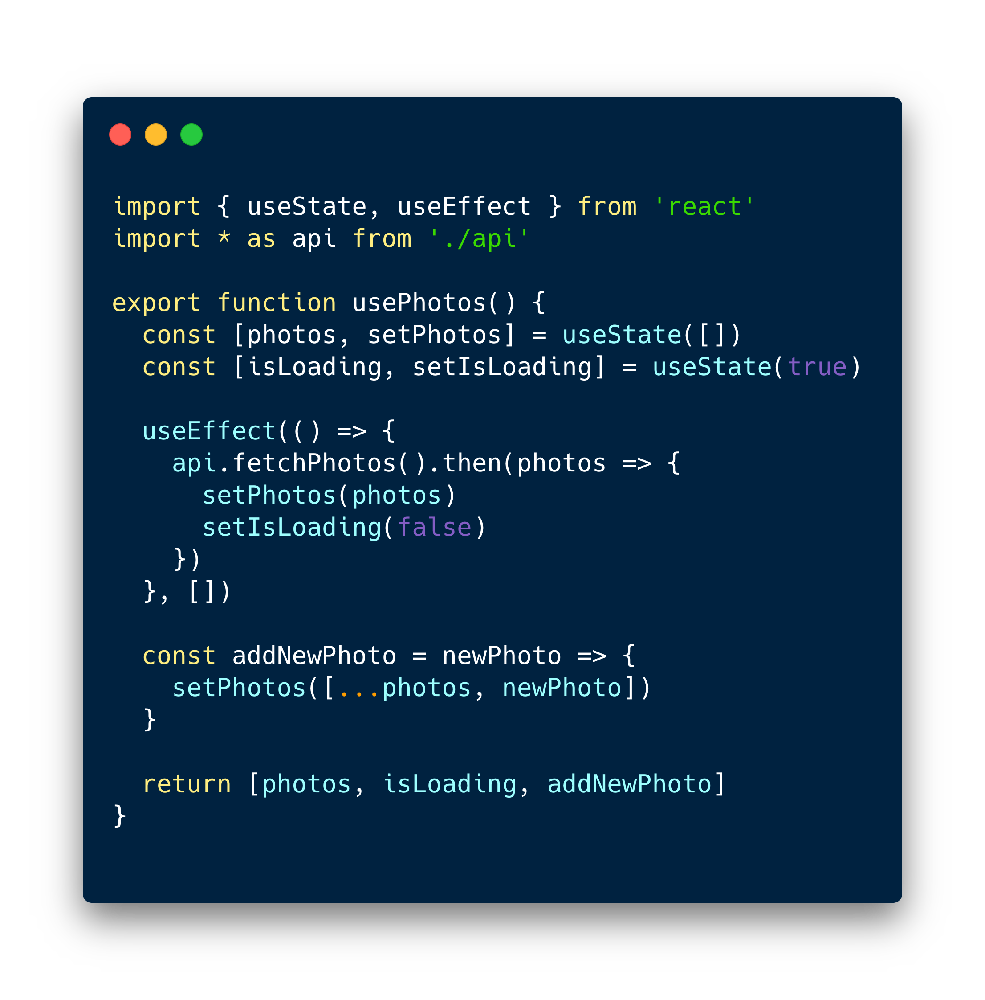 import { useState, useEffect } from 'react'
import * as api from './api'

export function usePhotos() {
  const [photos, setPhotos] = useState([])
  const [isLoading, setIsLoading] = useState(true)

  useEffect(() => {
    api.fetchPhotos().then(photos => {
      setPhotos(photos)
      setIsLoading(false)
    })
  }, [])

  const addNewPhoto = newPhoto => {
    setPhotos([...photos, newPhoto])
  }

  return [photos, isLoading, addNewPhoto]
}